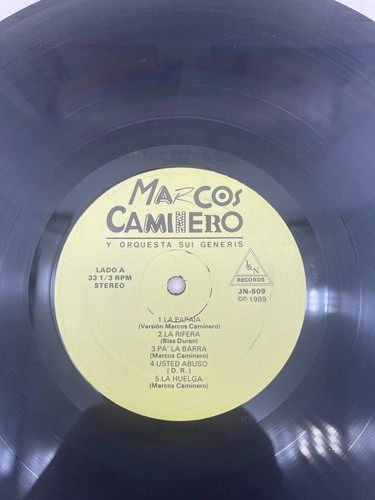 MARCOS
CAMINERO
Y ORQUESTA SUI GENERIS
LADO A
33 1/3 RPM
STEREO
J&N
RECORDS
JN-509
©℗ 1989
1.LA PAPAIA
(Versión Marcos Caminero)
2.LA RIFERA
(Blas Duran)
3.PA' LA BARRA
(Marcos Caminero)
4.USTED ABUSO
( D. R. )
5.LA HUELGA
(Marcos Caminero)